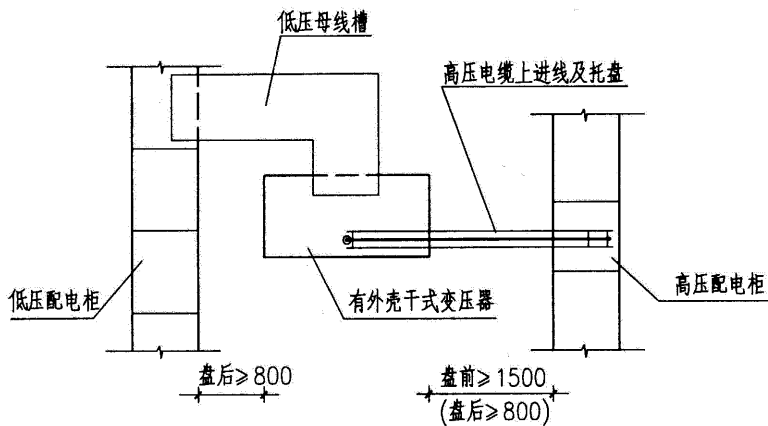 低压母线槽
高压电缆上进线及托盘
低压配电柜
有外壳干式变压器
高压配电柜
盘后≥800
盘前≥1500
(盘后≥800)